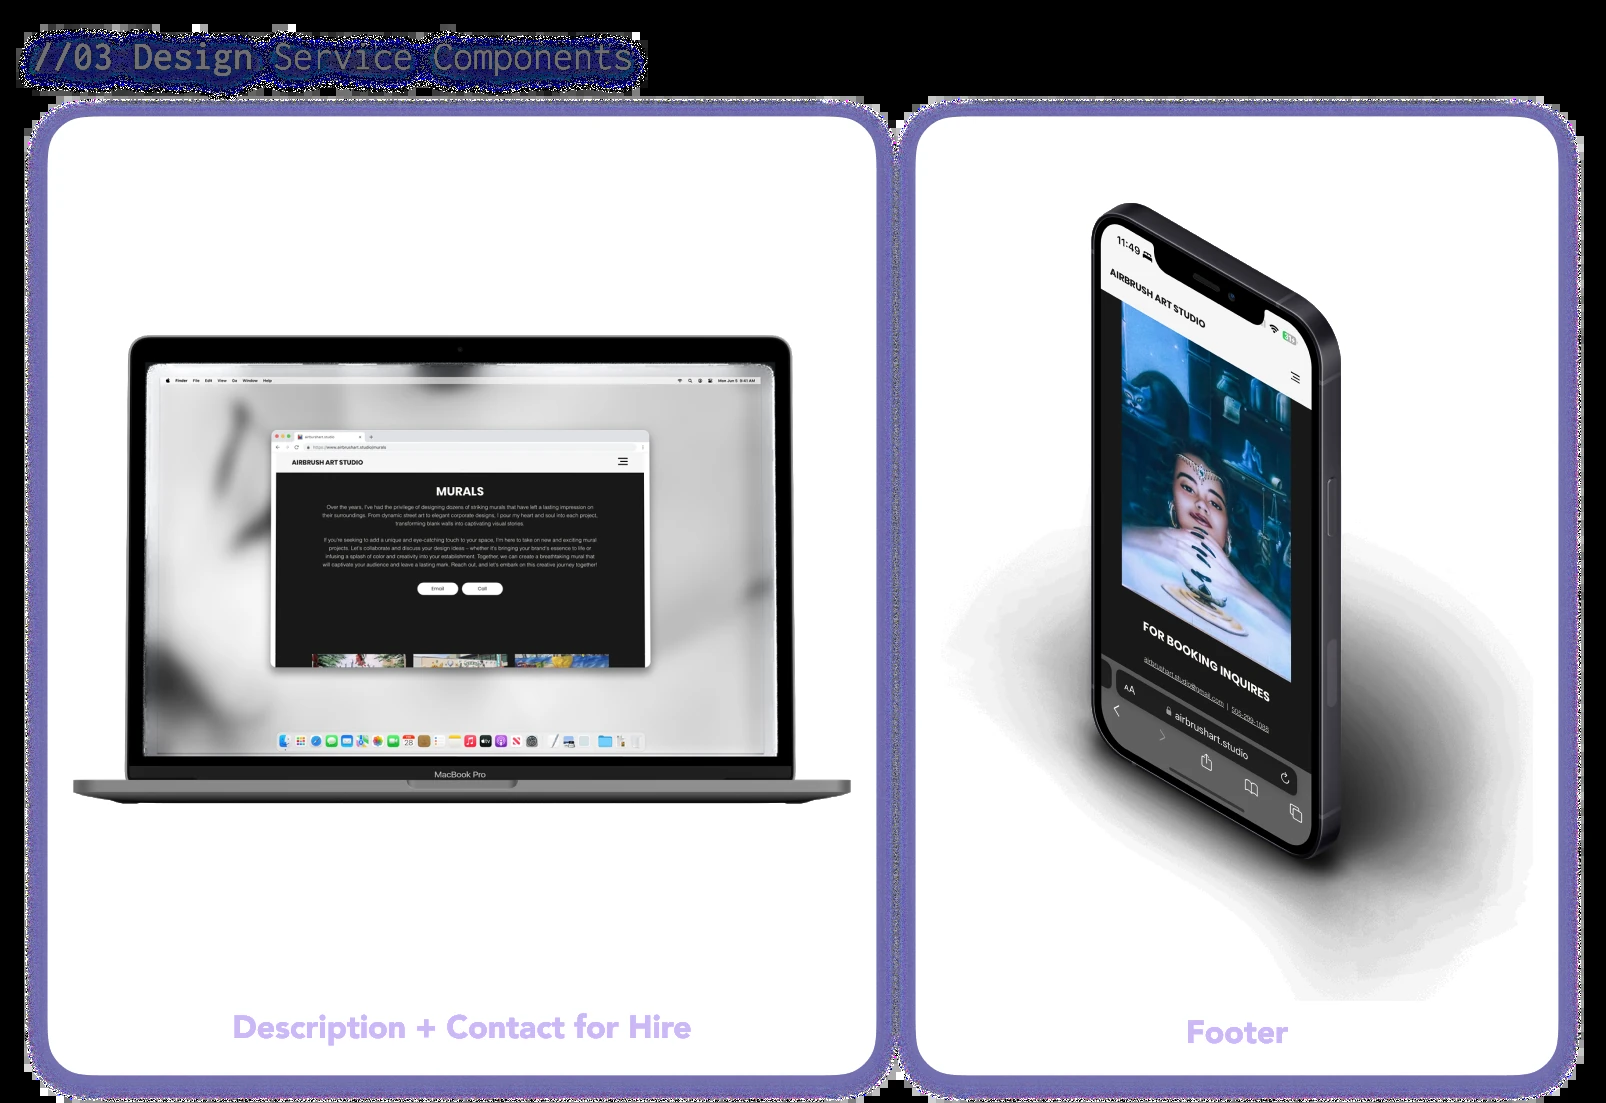 //03 Design Service Components
Finder File Edit View Go Window Help
Mon Jun 5 9:41 AM
airbrushart.studio
https://www.airbrushart.studio/murals
AIRBRUSH ART STUDIO
MURALS
Over the years, I've had the privilege of designing dozens of striking murals that have left a lasting impression on
their surroundings. From dynamic street art to elegant corporate designs, I pour my heart and soul into each project,
transforming blank walls into captivating visual stories.
If you're seeking to add a unique and eye-catching touch to your space, I'm here to take on new and exciting mural
projects. Let's collaborate and discuss your design ideas – whether it's bringing your brand's essence to life or
infusing a splash of color and creativity into your establishment. Together, we can create a breathtaking mural that
will captivate your audience and leave a lasting mark. Reach out, and let's embark on this creative journey together!
Email Call
28
tv
MacBook Pro
Description + Contact for Hire
11:49
AIRBRUSH ART STUDIO
FOR BOOKING INQUIRES
airbrushart.studio@gmail.com |
AA airbrushart.studio
Footer